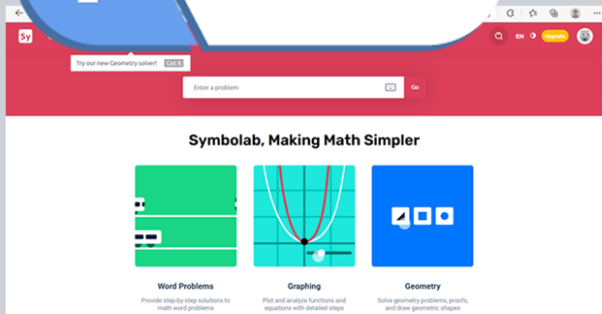 Sy
EN
Upgrade
Try our new Geometry solver! Got it
Enter a problem
Go
Symbolab, Making Math Simpler
Word Problems
Graphing
Geometry
Provide step-by-step solutions to
math word problems
Plot and analyze functions and
equations with detailed steps
Solve geometry problems, proofs,
and draw geometric shapes